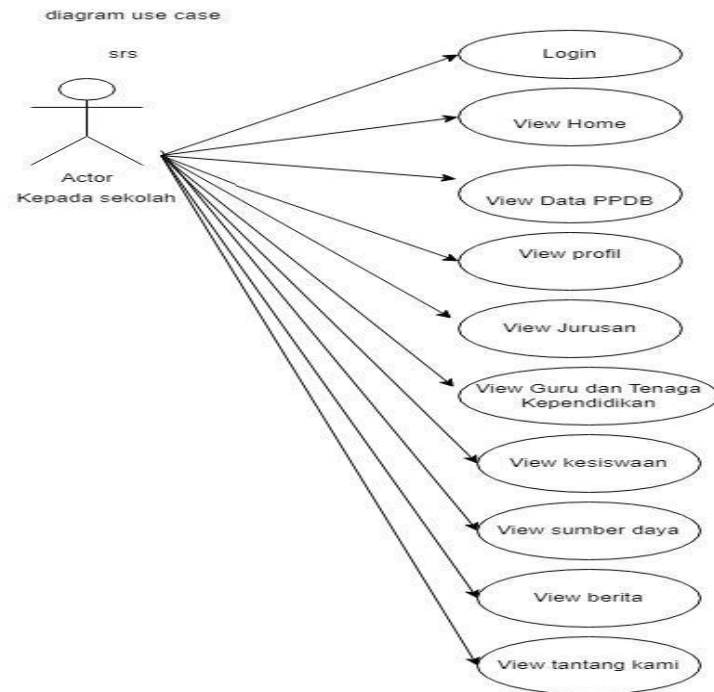 diagram use case
srs
Actor
Kepada sekolah
Login
View Home
View Data PPDB
View profil
View Jurusan
View Guru dan Tenaga
Kependidikan
View kesiswaan
View sumber daya
View berita
View tantang kami